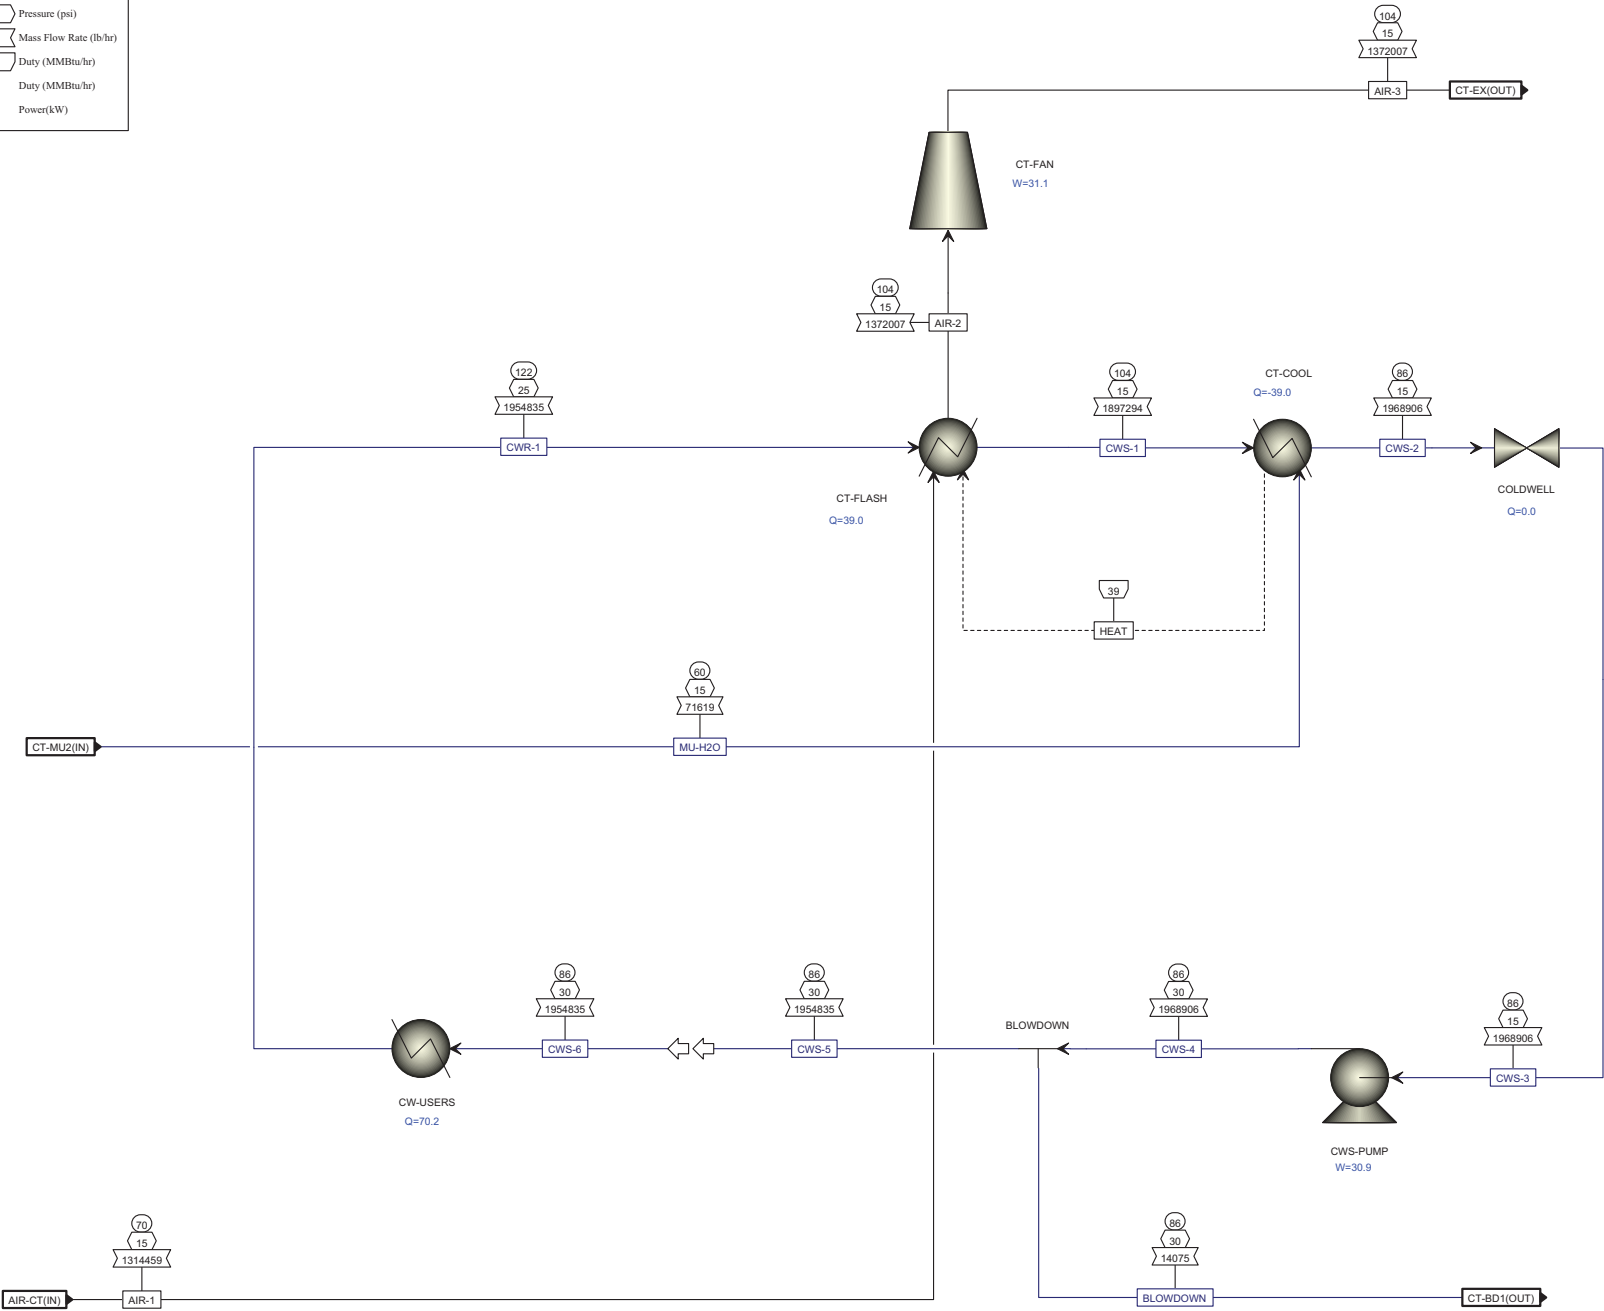 Pressure (psi)
Mass Flow Rate (lb/hr)
Duty (MMBtu/hr)
Duty (MMBtu/hr)
Power(kW)
104
15
1372007
AIR-3
CT-EX(OUT)
CT-FAN
W=31.1
104
15
1372007
AIR-2
122
25
1954835
CWR-1
CT-FLASH
Q=39.0
104
15
1897294
CWS-1
CT-COOL
Q=-39.0
86
15
1968906
CWS-2
COLDWELL
Q=0.0
39
HEAT
60
15
71619
MU-H2O
CT-MU2(IN)
CW-USERS
Q=70.2
86
30
1954835
CWS-6
86
30
1954835
CWS-5
BLOWDOWN
86
30
1968906
CWS-4
CWS-PUMP
W=30.9
86
15
1968906
CWS-3
70
15
1314459
AIR-CT(IN)
AIR-1
86
30
14075
BLOWDOWN
CT-BD1(OUT)